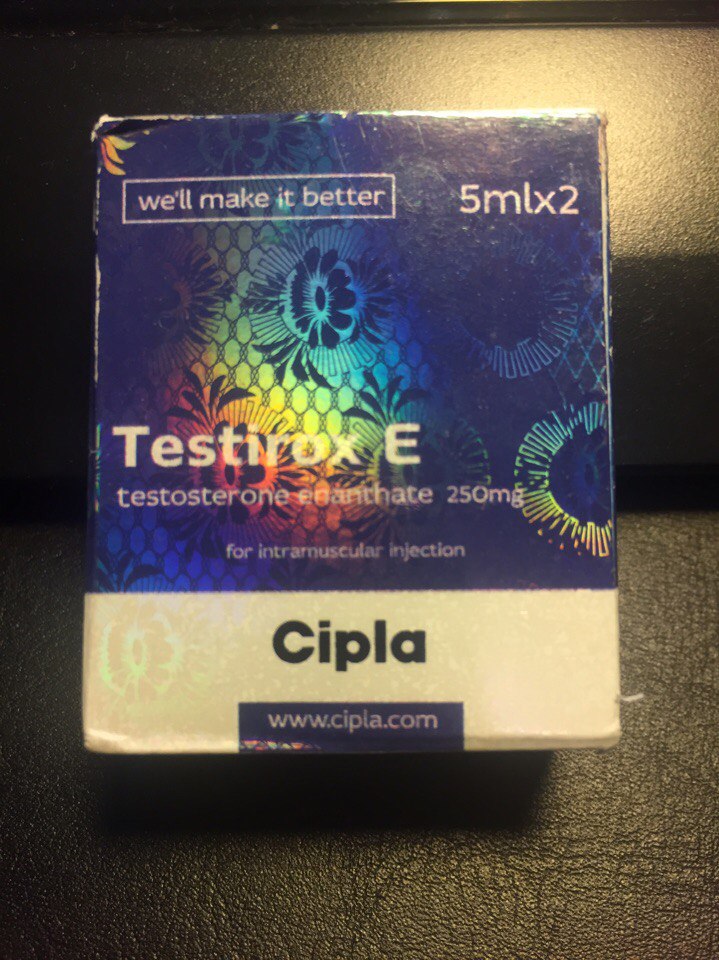 we'll make it better
5mlx2
Testirox E
testosterone enanthate 250mg
for intramuscular injection
Cipla
www.cipla.com